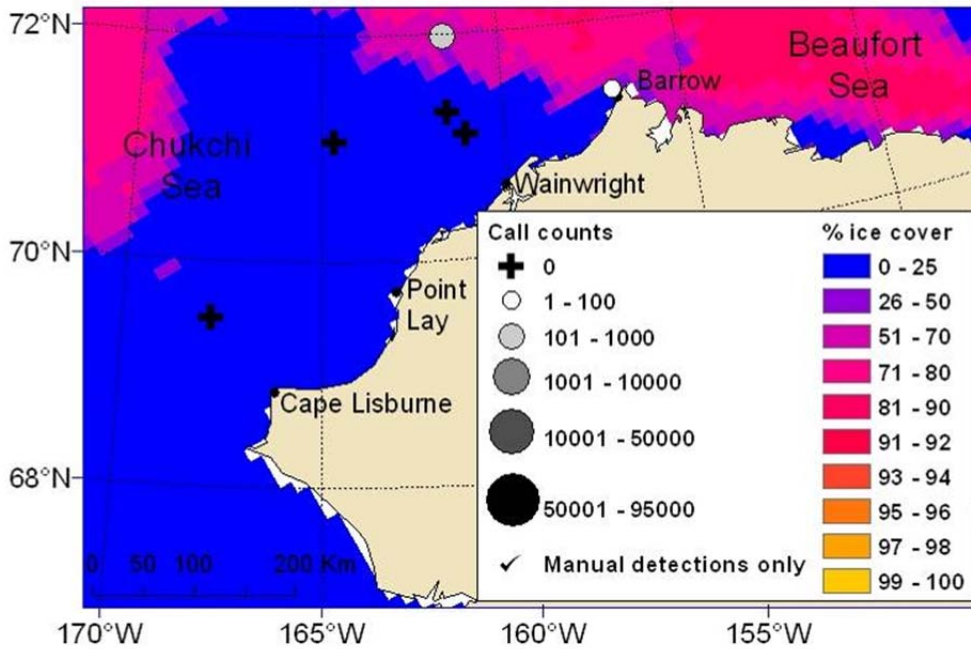 72°N
Beaufort
Sea
Barrow
Chukchi
Sea
Wainwright
70°N
Point
Lay
Cape Lisburne
68°N
0 50 100 200 Km
170°W 165°W 160°W 155°W
Call counts
0
1 - 100
101 - 1000
1001 - 10000
10001 - 50000
50001 - 95000
Manual detections only
% ice cover
0 - 25
26 - 50
51 - 70
71 - 80
81 - 90
91 - 92
93 - 94
95 - 96
97 - 98
99 - 100